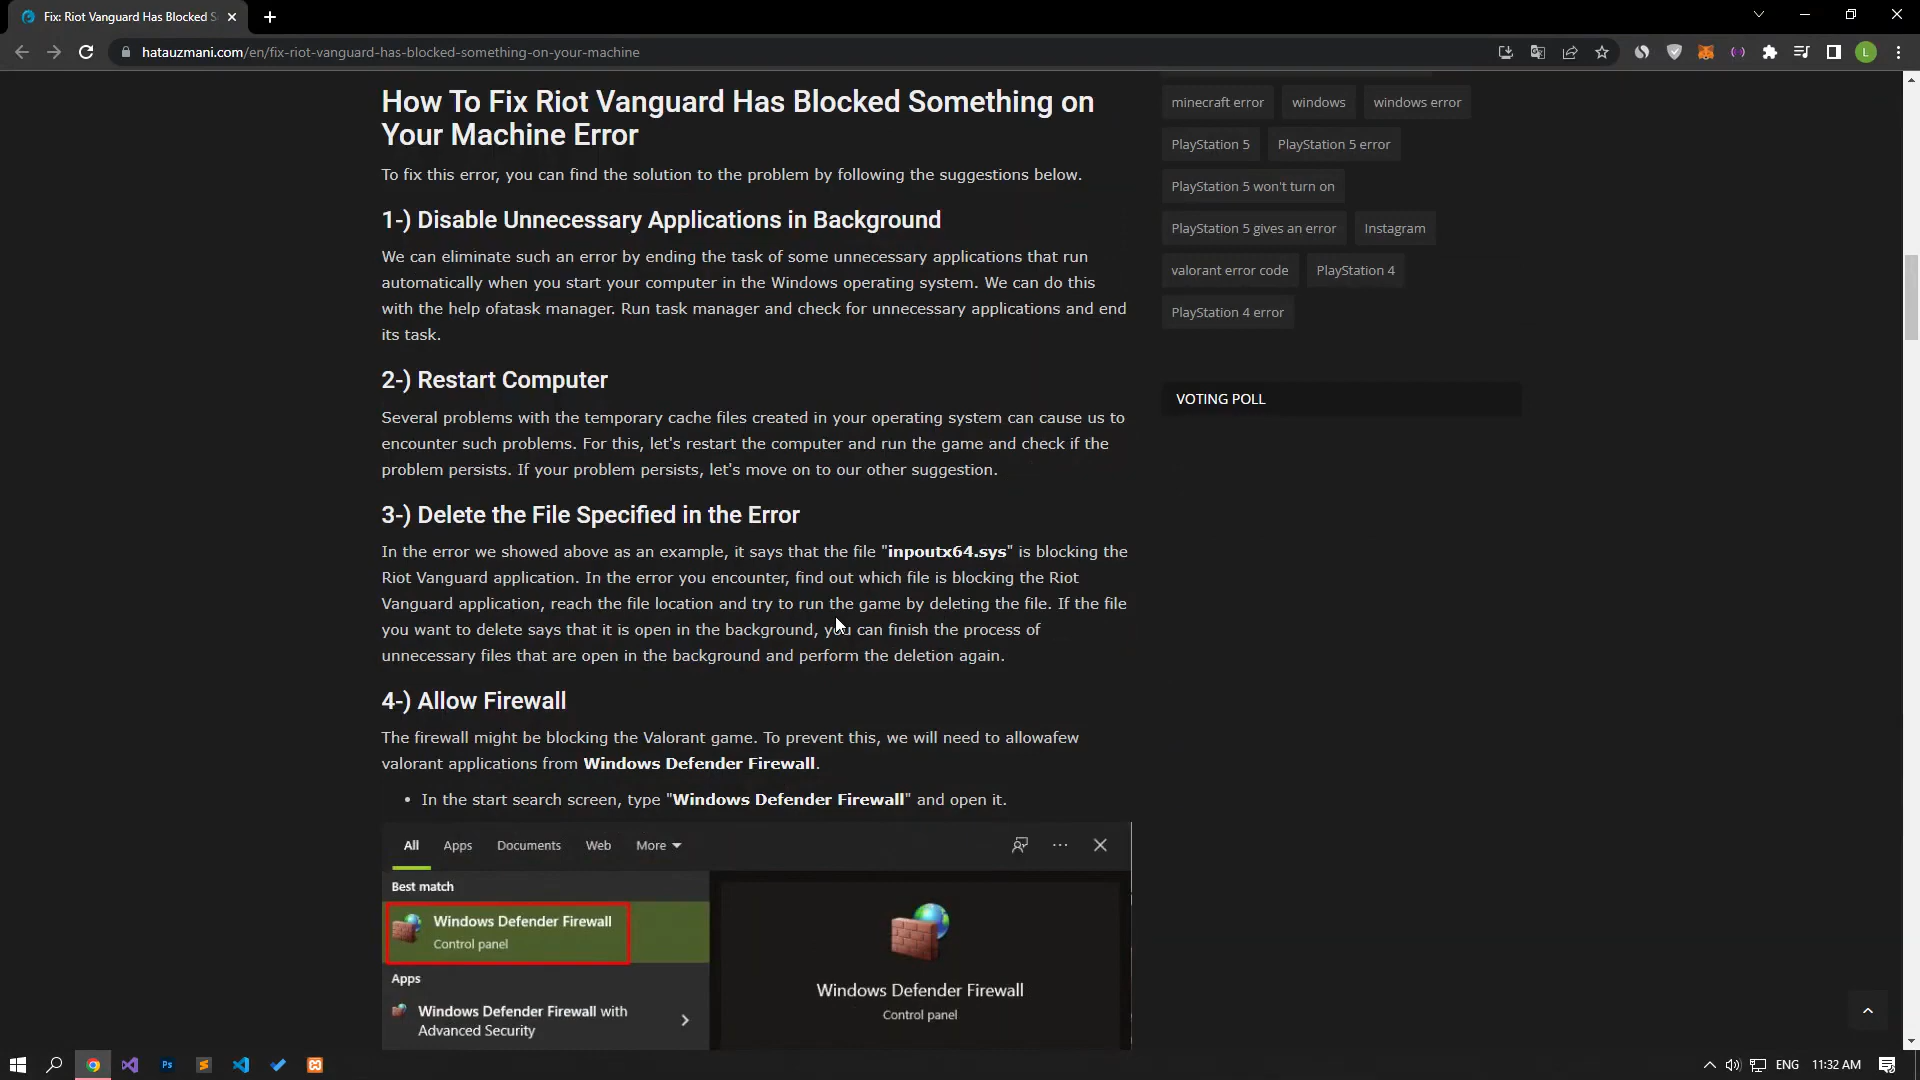 Fix: Riot Vanguard Has Blocked S
hatauzmani.com/en/fix-riot-vanguard-has-blocked-something-on-your-machine
L
How To Fix Riot Vanguard Has Blocked Something on
Your Machine Error
To fix this error, you can find the solution to the problem by following the suggestions below.
1-) Disable Unnecessary Applications in Background
We can eliminate such an error by ending the task of some unnecessary applications that run
automatically when you start your computer in the Windows operating system. We can do this
with the help ofatask manager. Run task manager and check for unnecessary applications and end
its task.
2-) Restart Computer
Several problems with the temporary cache files created in your operating system can cause us to
encounter such problems. For this, let's restart the computer and run the game and check if the
problem persists. If your problem persists, let's move on to our other suggestion.
3-) Delete the File Specified in the Error
In the error we showed above as an example, it says that the file "inpoutx64.sys" is blocking the
Riot Vanguard application. In the error you encounter, find out which file is blocking the Riot
Vanguard application, reach the file location and try to run the game by deleting the file. If the file
you want to delete says that it is open in the background, you can finish the process of
unnecessary files that are open in the background and perform the deletion again.
4-) Allow Firewall
The firewall might be blocking the Valorant game. To prevent this, we will need to allowafew
valorant applications from Windows Defender Firewall.
• In the start search screen, type "Windows Defender Firewall" and open it.
All Apps Documents Web More
Best match
Windows Defender Firewall
Control panel
Apps
Windows Defender Firewall with
Advanced Security
Windows Defender Firewall
Control panel
minecraft error windows windows error
PlayStation 5 PlayStation 5 error
PlayStation 5 won't turn on
PlayStation 5 gives an error Instagram
valorant error code PlayStation 4
PlayStation 4 error
VOTING POLL
Ps
ENG 11:32 AM